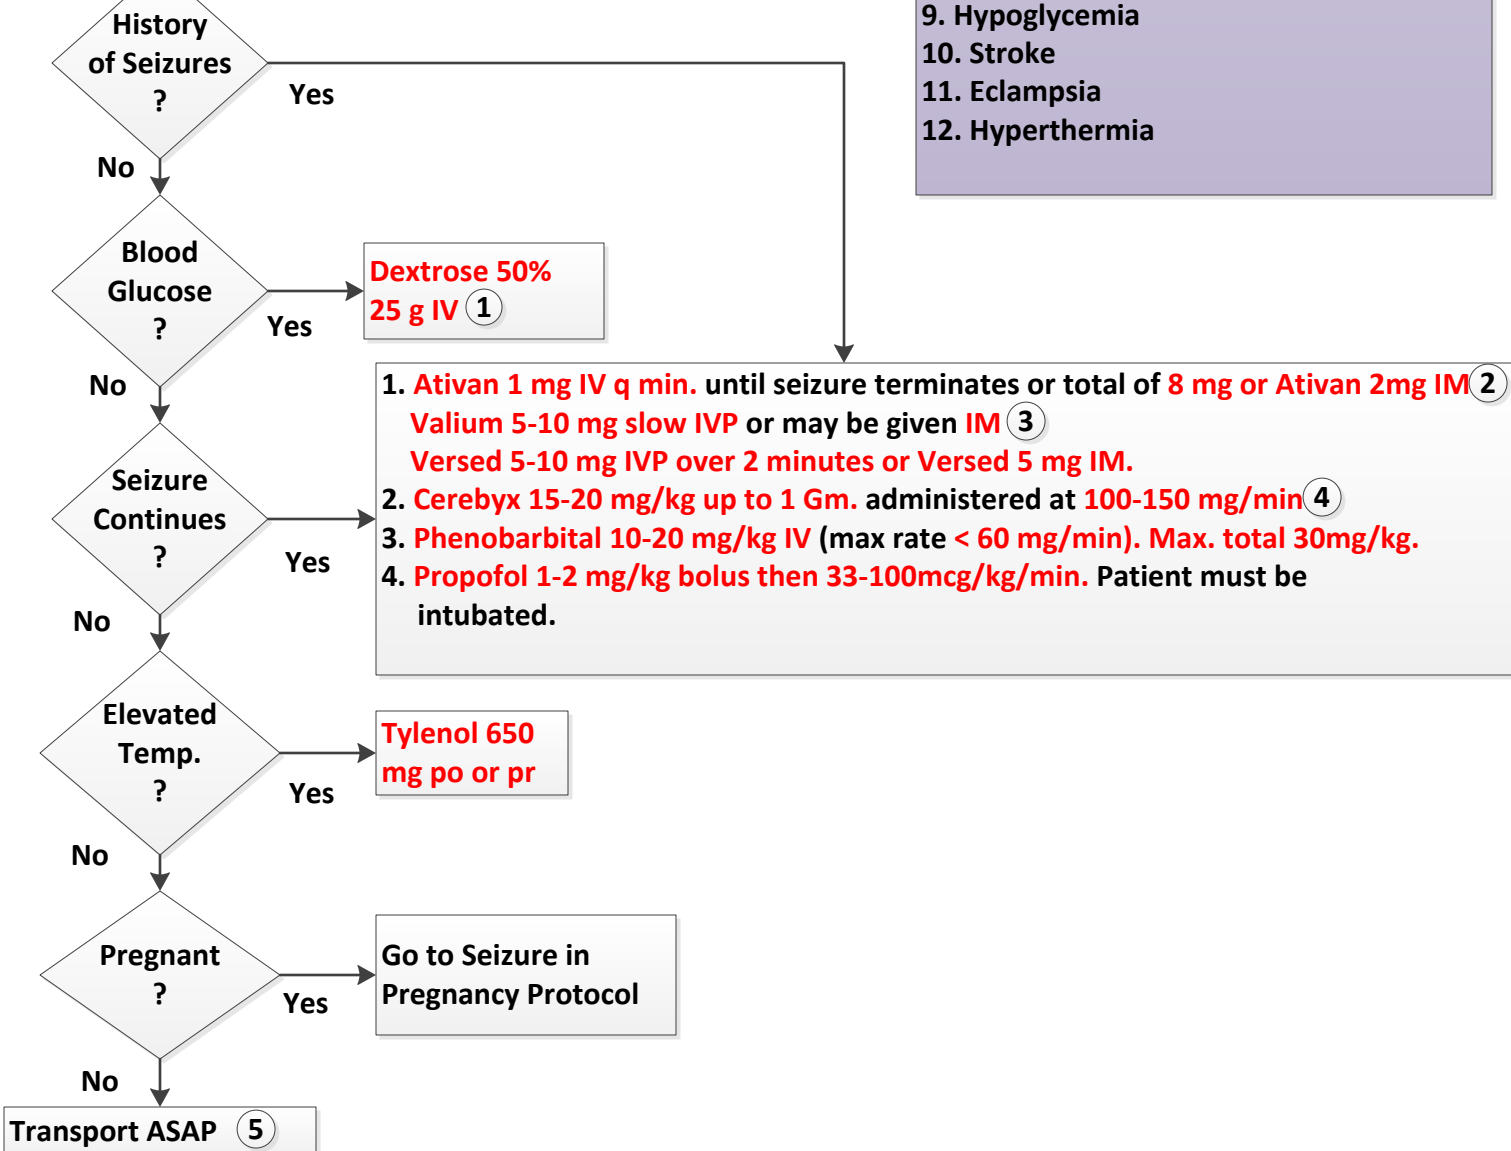 History
of Seizures
?
Yes
No
9. Hypoglycemia
10. Stroke
11. Eclampsia
12. Hyperthermia
Blood
Glucose
?
Yes
No
Dextrose 50%
25 g IV 1
1. Ativan 1 mg IV q min. until seizure terminates or total of 8 mg or Ativan 2mg IM 2
Valium 5-10 mg slow IVP or may be given IM 3
Versed 5-10 mg IVP over 2 minutes or Versed 5 mg IM.
2. Cerebyx 15-20 mg/kg up to 1 Gm. administered at 100-150 mg/min 4
3. Phenobarbital 10-20 mg/kg IV (max rate < 60 mg/min). Max. total 30mg/kg.
4. Propofol 1-2 mg/kg bolus then 33-100mcg/kg/min. Patient must be
intubated.
Seizure
Continues
?
Yes
No
Elevated
Temp.
?
Yes
No
Tylenol 650
mg po or pr
Pregnant
?
Yes
No
Go to Seizure in
Pregnancy Protocol
Transport ASAP 5